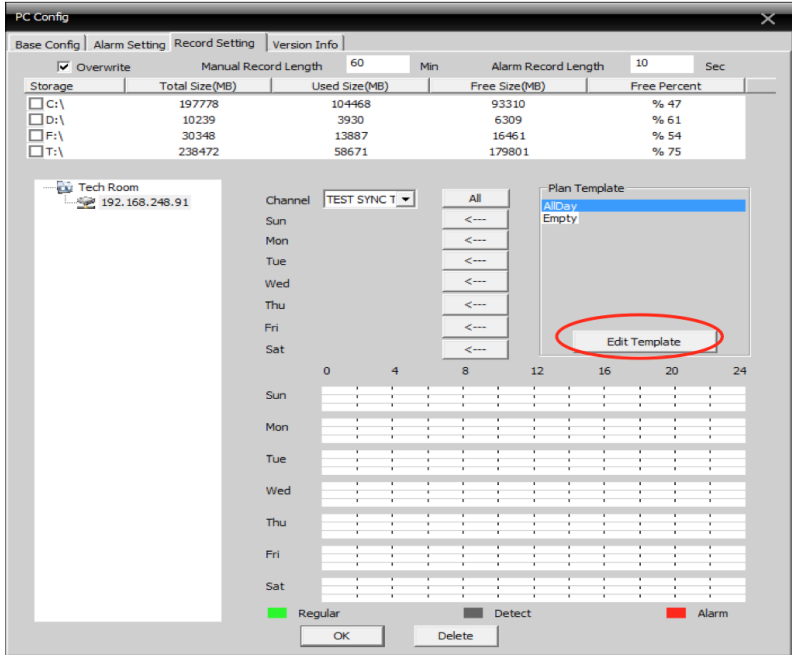 PC Config
Base Config Alarm Setting Record Setting Version Info
Overwrite Manual Record Length 60 Min Alarm Record Length 10 Sec
Storage Total Size(MB) Used Size(MB) Free Size(MB) Free Percent
C:\ 197778 104468 93310 % 47
D:\ 10239 3930 6309 % 61
F:\ 30348 13887 16461 % 54
T:\ 238472 58671 179801 % 75
Tech Room
192.168.248.91
Channel TEST SYNC T All
Sun <---
Mon <---
Tue <---
Wed <---
Thu <---
Fri <---
Sat <---
Plan Template
AllDay
Empty
Edit Template
0 4 8 12 16 20 24
Sun
Mon
Tue
Wed
Thu
Fri
Sat
Regular Detect Alarm
OK Delete